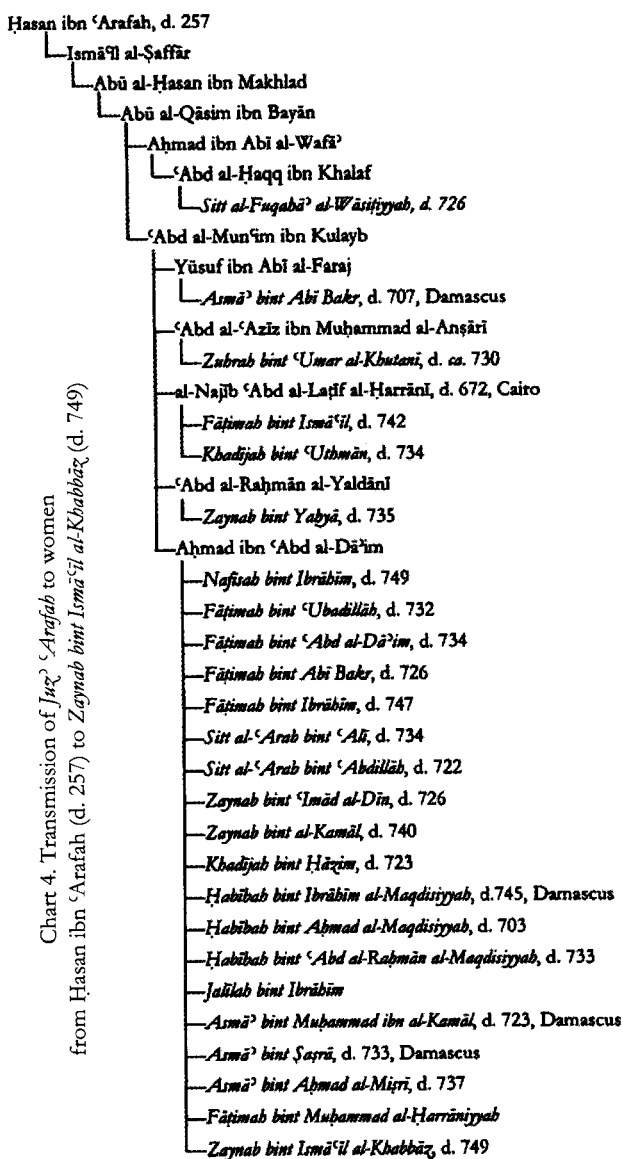 Ḥasan ibn ʿArafah, d. 257
Ismāʿīl al-Ṣaffār
Abū al-Ḥasan ibn Makhlad
Abū al-Qāsim ibn Bayān
Aḥmad ibn Abī al-Wafāʾ
ʿAbd al-Ḥaqq ibn Khalaf
Sitt al-Fuqahāʾ al-Wāsiṭiyyah, d. 726
ʿAbd al-Munʿim ibn Kulayb
Yūsuf ibn Abī al-Faraj
Asmāʾ bint Abī Bakr, d. 707, Damascus
ʿAbd al-ʿAzīz ibn Muḥammad al-Anṣārī
Zuhrah bint ʿUmar al-Khutanī, d. ca. 730
al-Najīb ʿAbd al-Laṭīf al-Ḥarrānī, d. 672, Cairo
Fāṭimah bint Ismāʿīl, d. 742
Khadījah bint ʿUthmān, d. 734
ʿAbd al-Raḥmān al-Yaldānī
Zaynab bint Yaḥyā, d. 735
Aḥmad ibn ʿAbd al-Dāʾim
Nafīsah bint Ibrāhīm, d. 749
Fāṭimah bint ʿUbadillāh, d. 732
Fāṭimah bint ʿAbd al-Dāʾim, d. 734
Fāṭimah bint Abī Bakr, d. 726
Fāṭimah bint Ibrāhīm, d. 747
Sitt al-ʿArab bint ʿAlī, d. 734
Sitt al-ʿArab bint ʿAbdillāh, d. 722
Zaynab bint ʿImād al-Dīn, d. 726
Zaynab bint al-Kamāl, d. 740
Khadījah bint Ḥāzim, d. 723
Ḥabībah bint Ibrāhīm al-Maqdisiyyah, d.745, Damascus
Ḥabībah bint Aḥmad al-Maqdisiyyah, d. 703
Ḥabībah bint ʿAbd al-Raḥmān al-Maqdisiyyah, d. 733
Jalīlah bint Ibrāhīm
Asmāʾ bint Muḥammad ibn al-Kamāl, d. 723, Damascus
Asmāʾ bint Ṣaṣrā, d. 733, Damascus
Asmāʾ bint Aḥmad al-Miṣrī, d. 737
Fāṭimah bint Muḥammad al-Ḥarrāniyyah
Zaynab bint Ismāʿīl al-Khabbāz, d. 749
Chart 4. Transmission of Juzʾ ʿArafah to women
from Ḥasan ibn ʿArafah (d. 257) to Zaynab bint Ismāʿīl al-Khabbāz (d. 749)